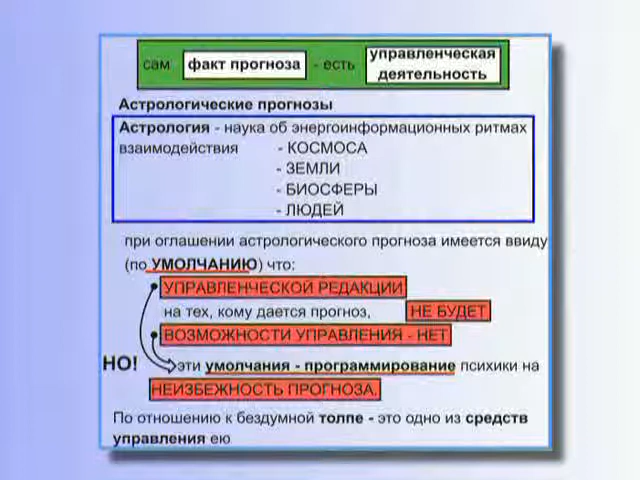 сам факт прогноза - есть управленческая
деятельность
Астрологические прогнозы
Астрология - наука об энергоинформационных ритмах
взаимодействия - КОСМОСА
- ЗЕМЛИ
- БИОСФЕРЫ
- ЛЮДЕЙ
при оглашении астрологического прогноза имеется ввиду
(по УМОЛЧАНИЮ) что:
УПРАВЛЕНЧЕСКОЙ РЕДАКЦИИ
на тех, кому дается прогноз, НЕ БУДЕТ
ВОЗМОЖНОСТИ УПРАВЛЕНИЯ - НЕТ
НО! эти умолчания - программирование психики на
НЕИЗБЕЖНОСТЬ ПРОГНОЗА.
По отношению к бездумной толпе - это одно из средств
управления ею